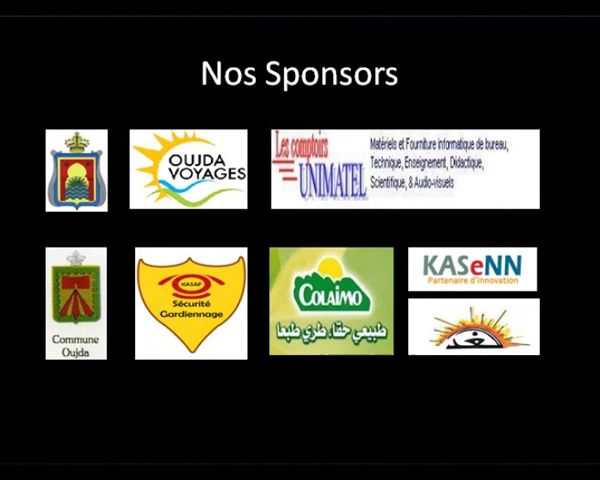 Nos Sponsors
OUJDA
VOYAGES
Les comptoirs
UNIMATEL
Matériels et Fourniture informatique de bureau,
Technique, Enseignement, Didactique,
Scientifique, & Audio-visuels
Commune
Oujda
HASAP
Sécurité
Gardiennage
COLAIMO
طبيعي حقا، طري طبعا
KASeNN
Partenaire d'innovation